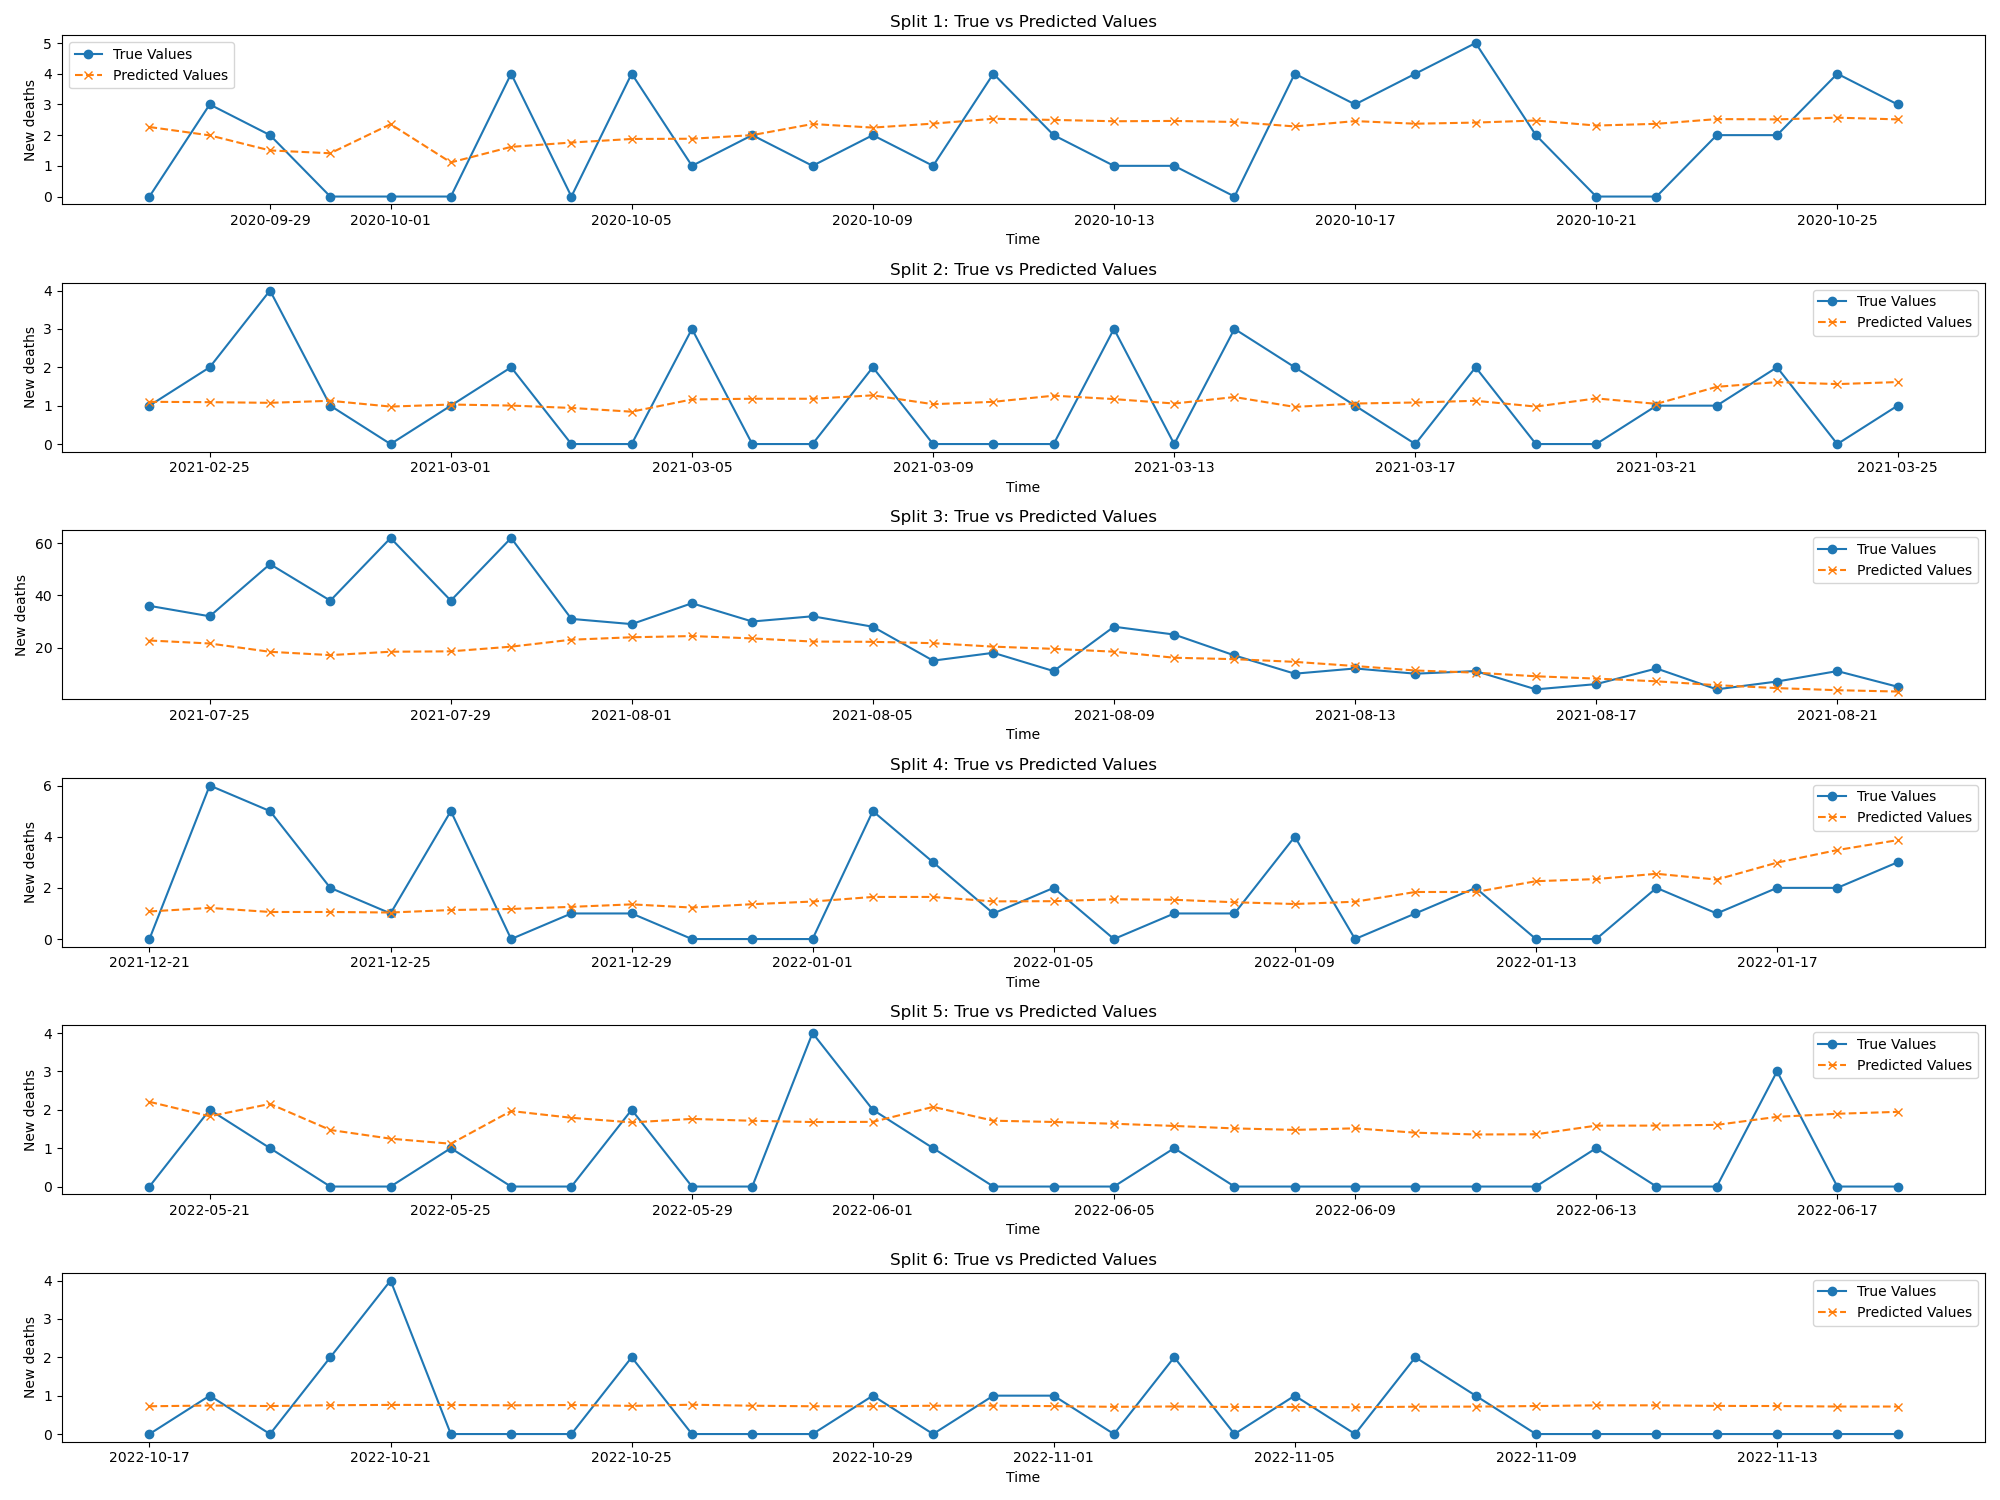 Split 1: True vs Predicted Values
True Values
Predicted Values
New deaths
5
4
3
2
1
0
2020-09-29 2020-10-01 2020-10-05 2020-10-09 2020-10-13 2020-10-17 2020-10-21 2020-10-25
Time
Split 2: True vs Predicted Values
True Values
Predicted Values
New deaths
4
3
2
1
0
2021-02-25 2021-03-01 2021-03-05 2021-03-09 2021-03-13 2021-03-17 2021-03-21 2021-03-25
Time
Split 3: True vs Predicted Values
True Values
Predicted Values
New deaths
60
40
20
2021-07-25 2021-07-29 2021-08-01 2021-08-05 2021-08-09 2021-08-13 2021-08-17 2021-08-21
Time
Split 4: True vs Predicted Values
True Values
Predicted Values
New deaths
6
4
2
0
2021-12-21 2021-12-25 2021-12-29 2022-01-01 2022-01-05 2022-01-09 2022-01-13 2022-01-17
Time
Split 5: True vs Predicted Values
True Values
Predicted Values
New deaths
4
3
2
1
0
2022-05-21 2022-05-25 2022-05-29 2022-06-01 2022-06-05 2022-06-09 2022-06-13 2022-06-17
Time
Split 6: True vs Predicted Values
True Values
Predicted Values
New deaths
4
3
2
1
0
2022-10-17 2022-10-21 2022-10-25 2022-10-29 2022-11-01 2022-11-05 2022-11-09 2022-11-13
Time